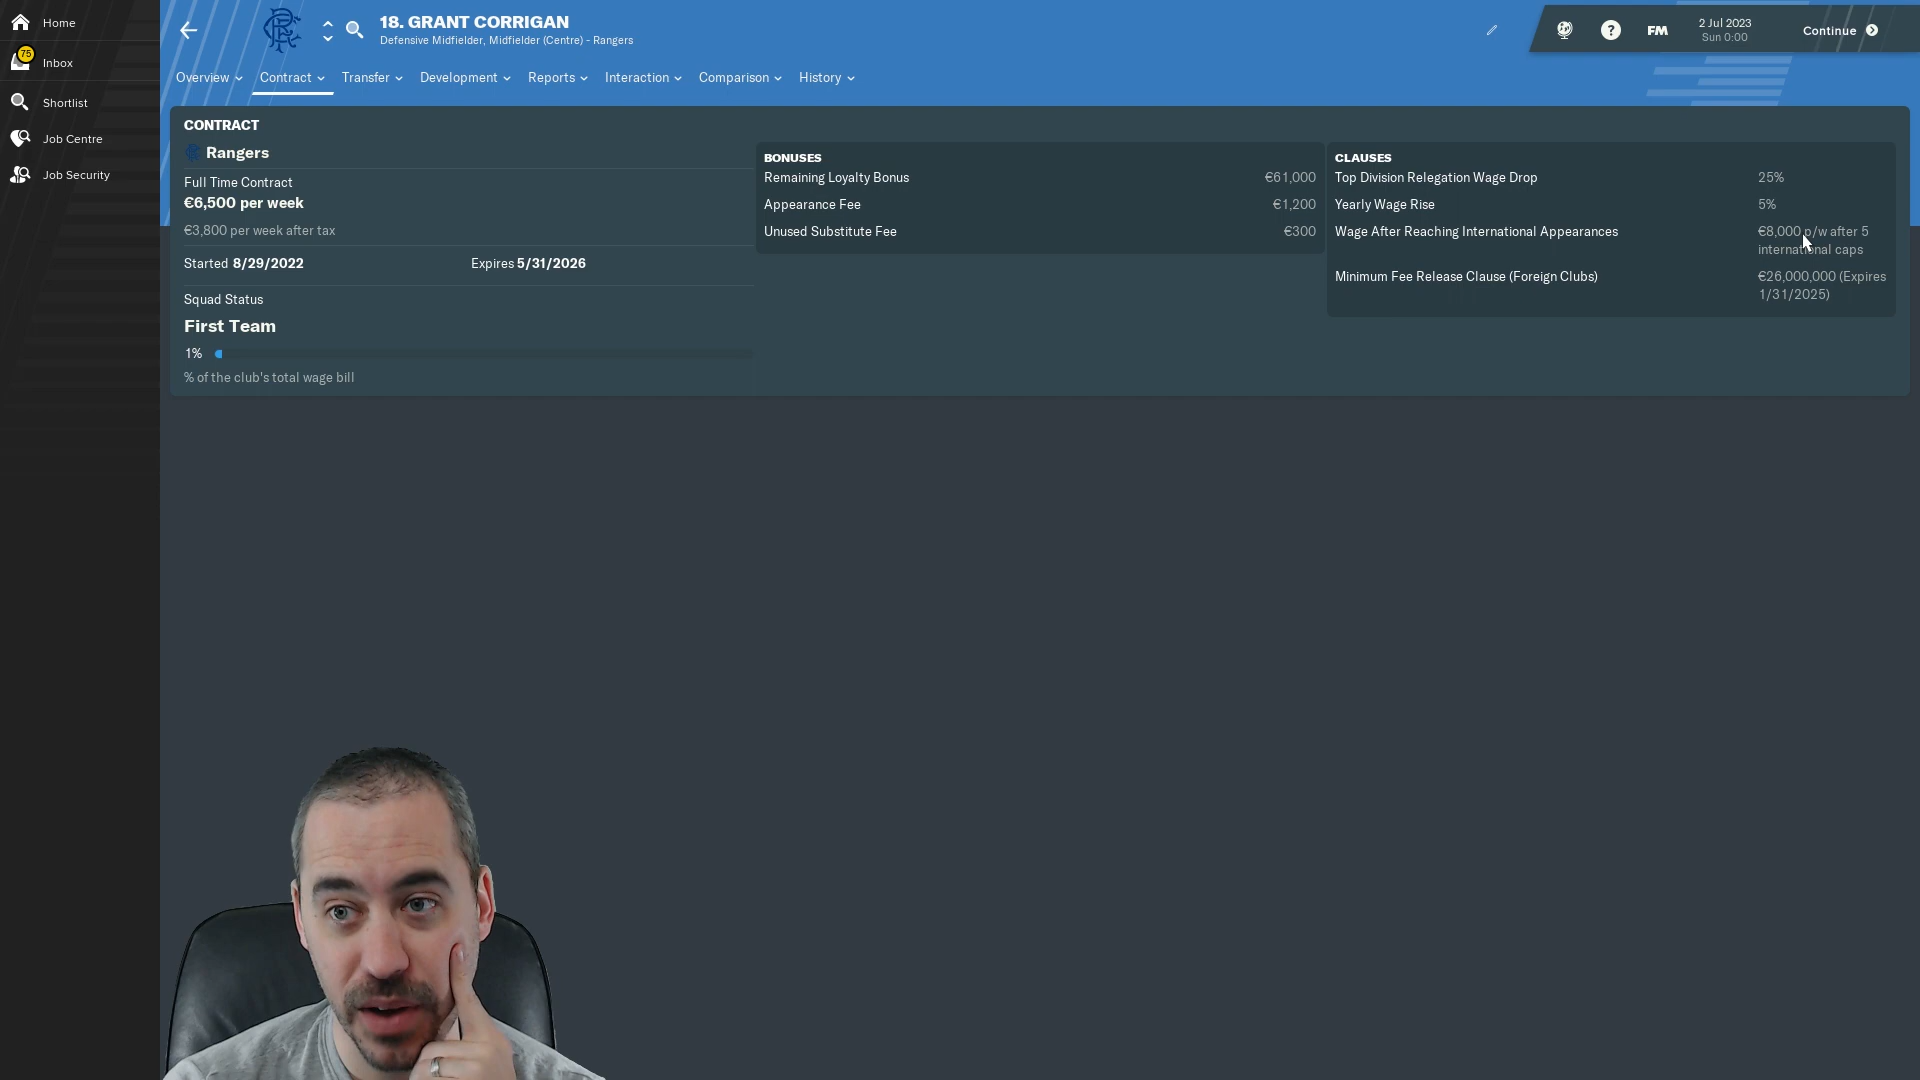 Home
75
Inbox
Shortlist
Job Centre
Job Security
18. GRANT CORRIGAN
Defensive Midfielder, Midfielder (Centre) - Rangers
?
FM
2 Jul 2023
Sun 0:00
Continue
Overview
Contract
Transfer
Development
Reports
Interaction
Comparison
History
CONTRACT
Rangers
Full Time Contract
€6,500 per week
€3,800 per week after tax
Started 8/29/2022
Expires 5/31/2026
Squad Status
First Team
1%
% of the club's total wage bill
BONUSES
Remaining Loyalty Bonus €61,000
Appearance Fee €1,200
Unused Substitute Fee €300
CLAUSES
Top Division Relegation Wage Drop 25%
Yearly Wage Rise 5%
Wage After Reaching International Appearances €8,000 p/w after 5
international caps
Minimum Fee Release Clause (Foreign Clubs) €26,000,000 (Expires
1/31/2025)